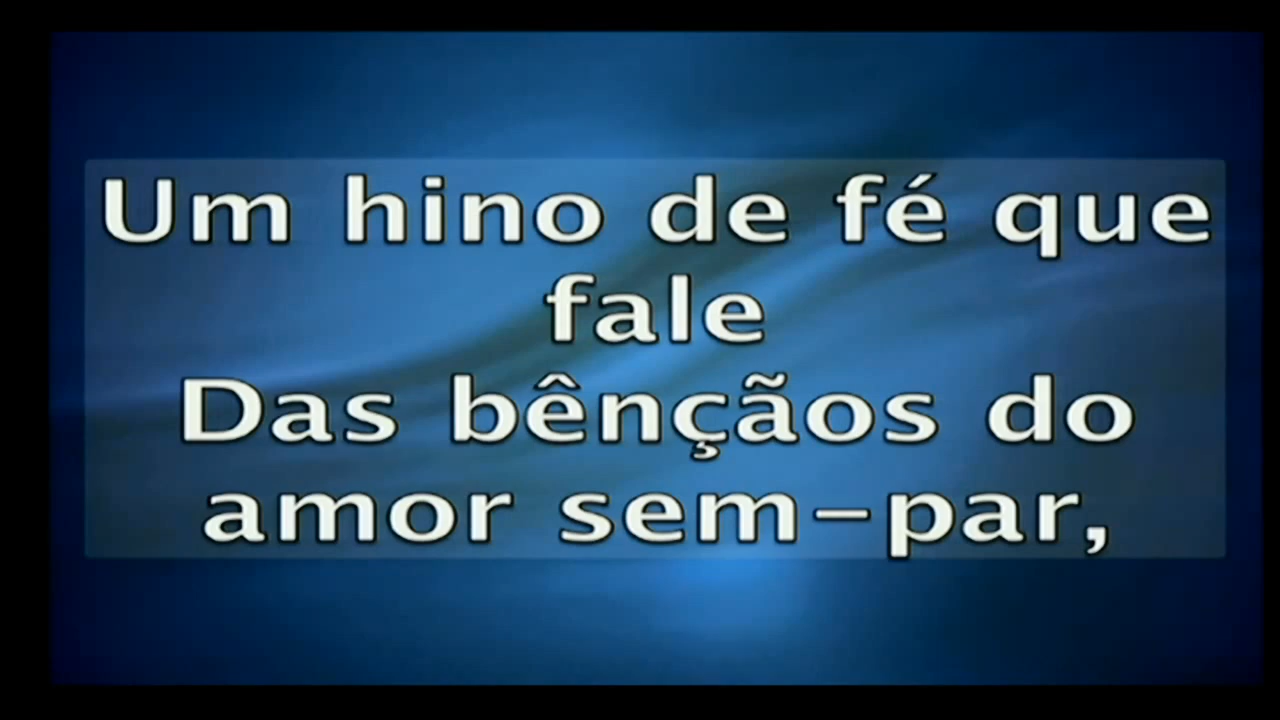 Um hino de fé que
fale
Das bênçãos do
amor sem-par,